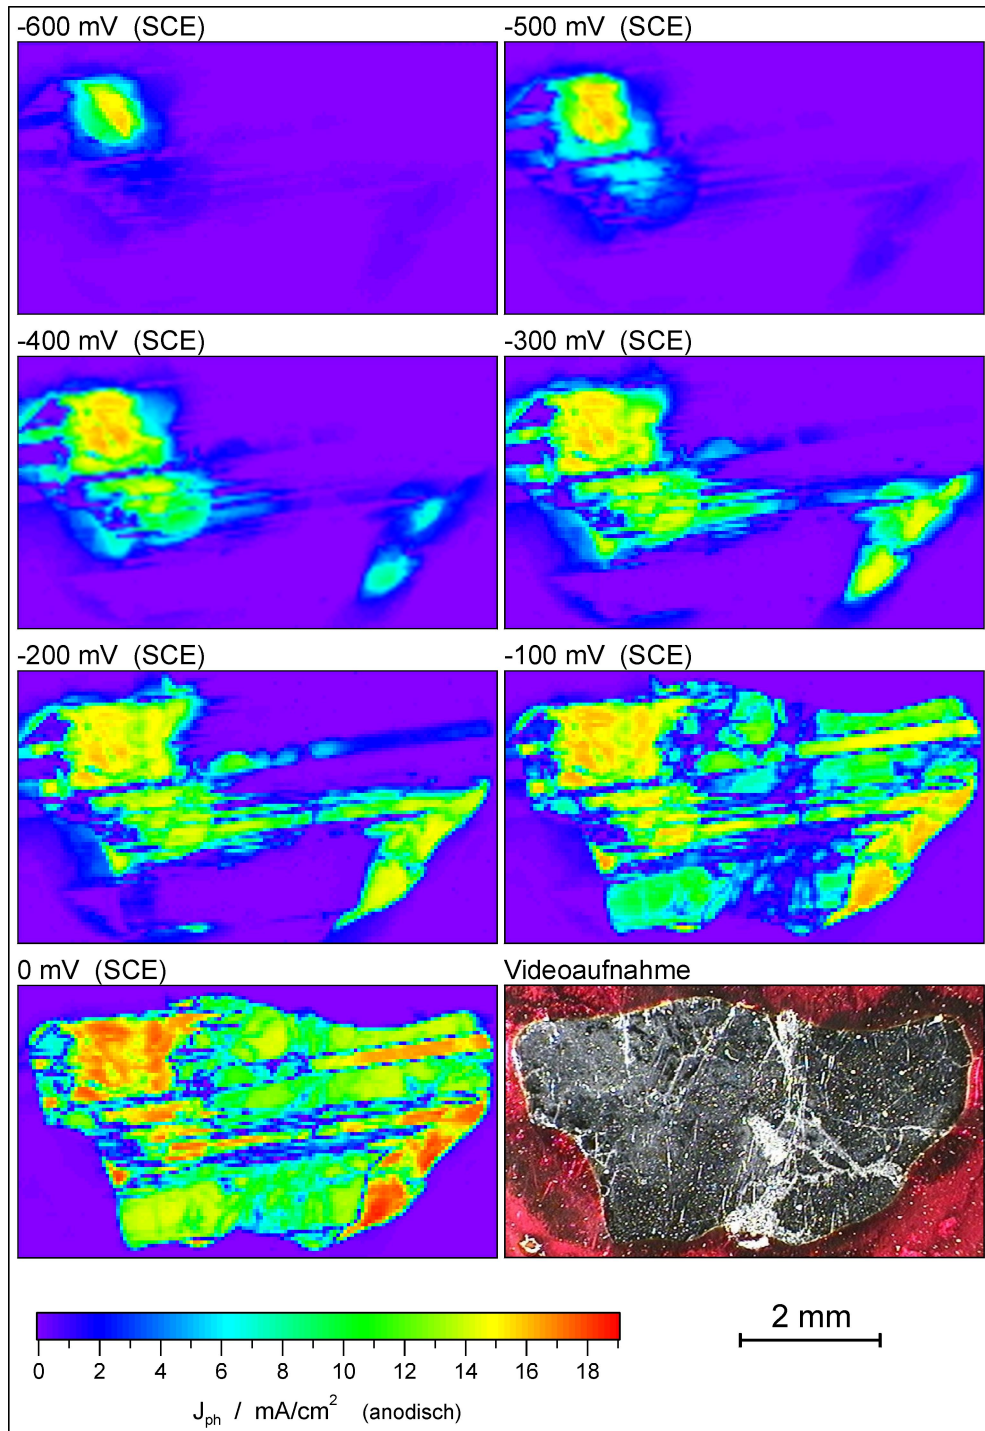 -600 mV (SCE)
-500 mV (SCE)
-400 mV (SCE)
-300 mV (SCE)
-200 mV (SCE)
-100 mV (SCE)
0 mV (SCE)
Videoaufnahme
2 mm
0 2 4 6 8 10 12 14 16 18
Jph / mA/cm² (anodisch)